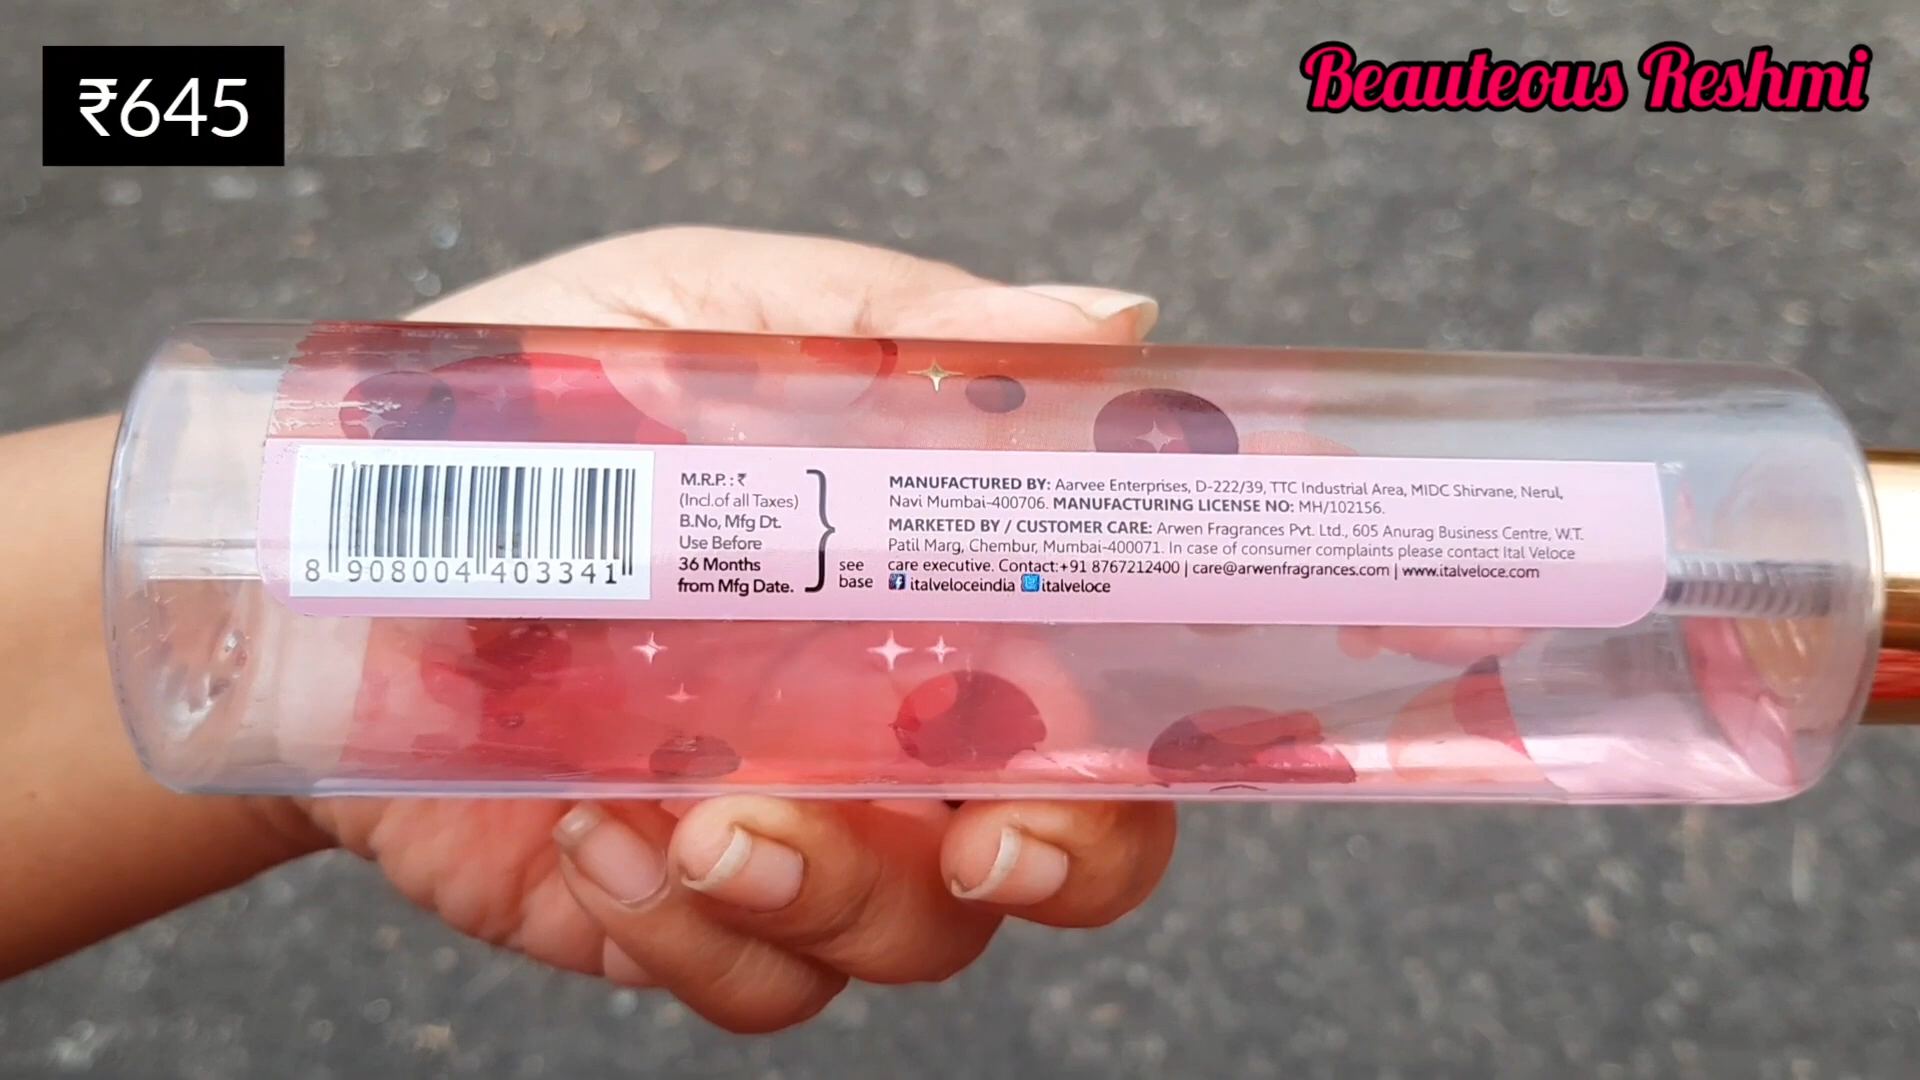 ₹645
Beauteous Reshmi
8 908004 403341
M.R.P. : ₹
(Incl.of all Taxes)
B.No, Mfg Dt.
Use Before
36 Months
from Mfg Date.
see
base
MANUFACTURED BY: Aarvee Enterprises, D-222/39, TTC Industrial Area, MIDC Shirvane, Nerul,
Navi Mumbai-400706. MANUFACTURING LICENSE NO: MH/102156.
MARKETED BY / CUSTOMER CARE: Arwen Fragrances Pvt. Ltd., 605 Anurag Business Centre, W.T.
Patil Marg, Chembur, Mumbai-400071. In case of consumer complaints please contact Ital Veloce
care executive. Contact:+91 8767212400 | care@arwenfragrances.com | www.italveloce.com
italveloceindia italveloce